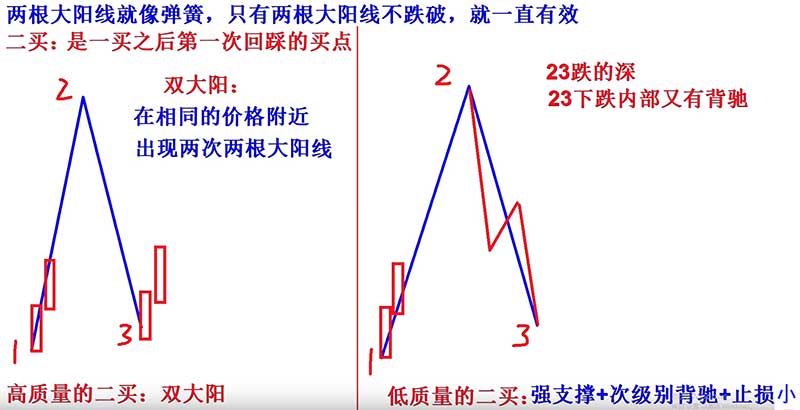 两根大阳线就像弹簧，只有两根大阳线不跌破，就一直有效
二买：是一买之后第一次回踩的买点
双大阳：
在相同的价格附近
出现两次两根大阳线
2
1
3
高质量的二买：双大阳
23跌的深
23下跌内部又有背驰
2
1
3
低质量的二买：强支撑+次级别背驰+止损小